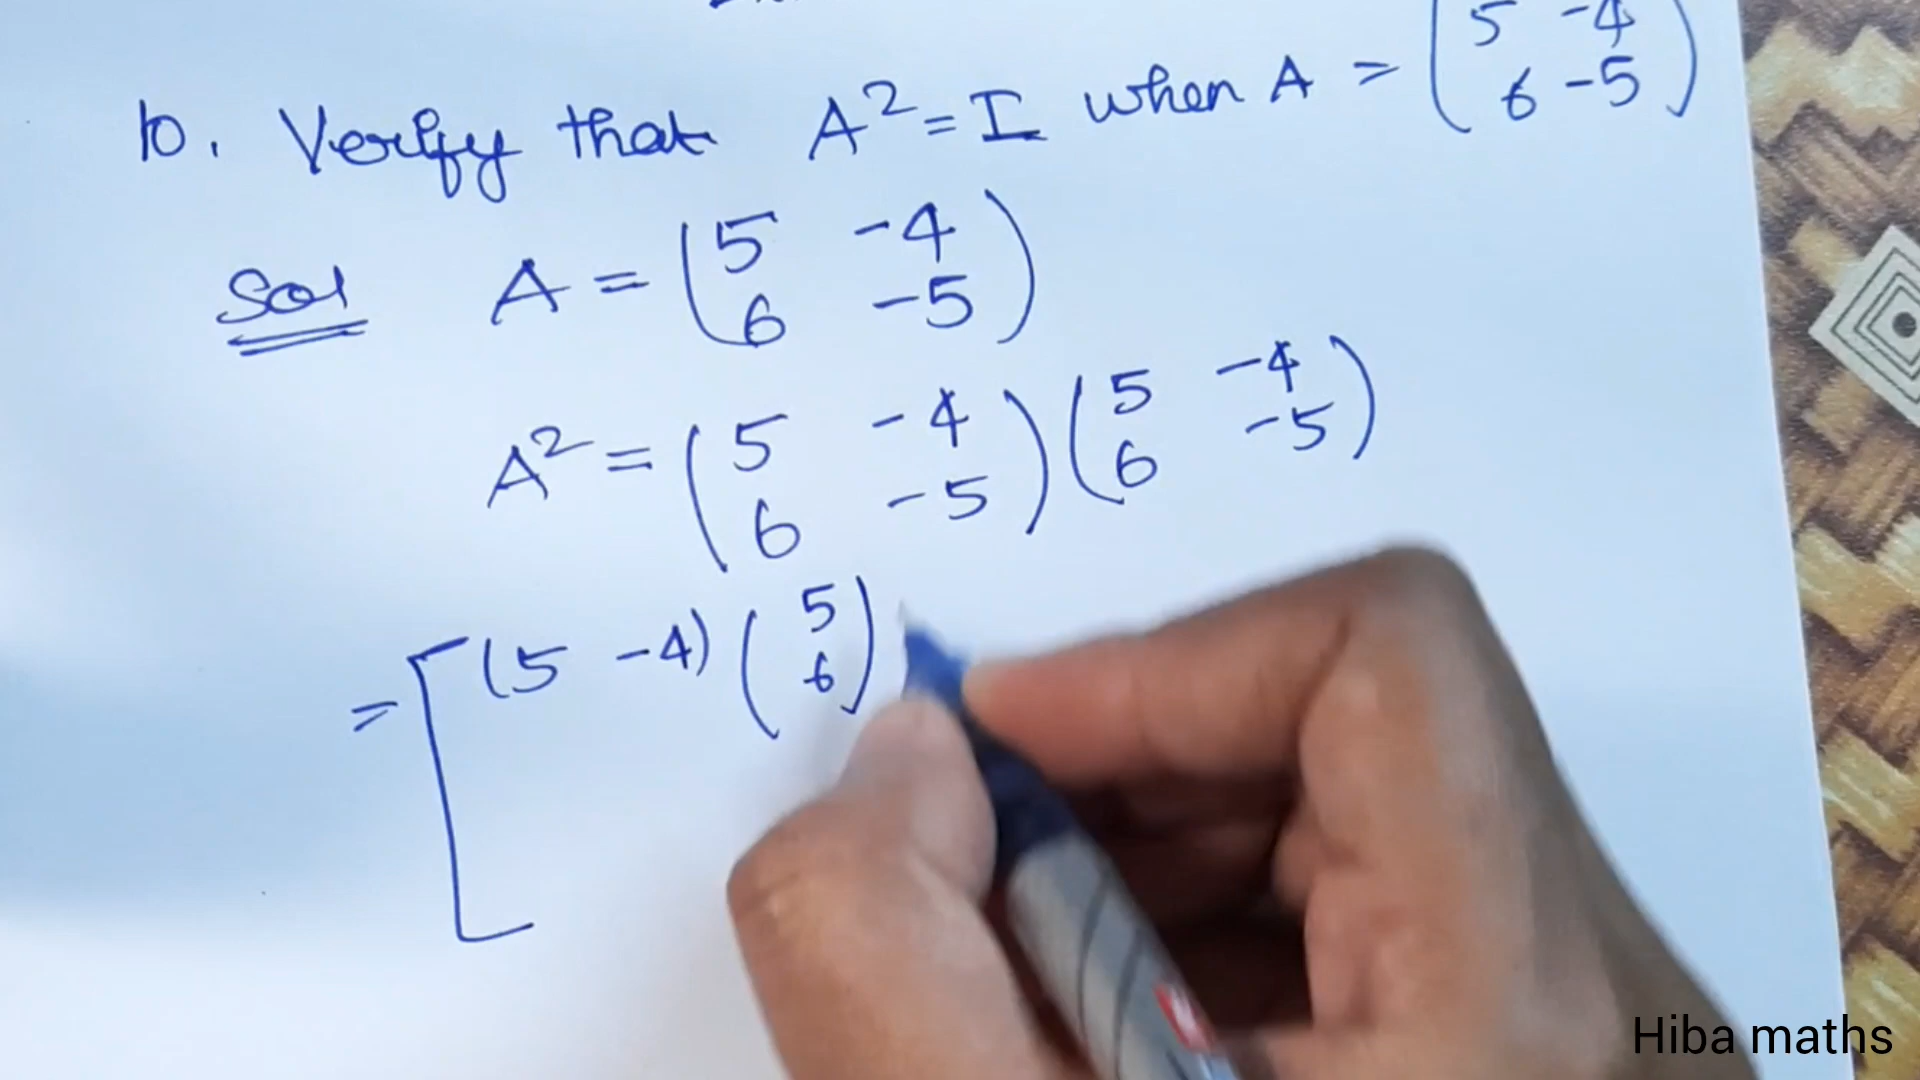 10. Verify that A² = I when A = (5 -4
6 -5)
Sol A = (5 -4
6 -5)
A² = (5 -4
6 -5) (5 -4
6 -5)
= [(5 -4) (5
6)
Hiba maths